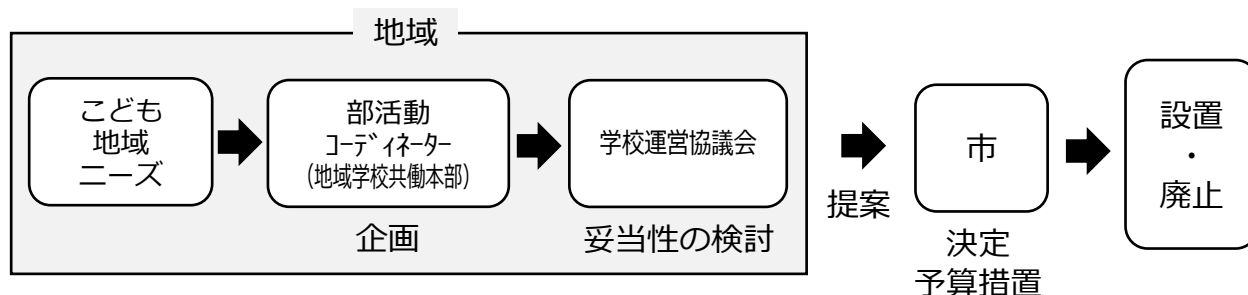 地域
こども
地域
ニーズ
部活動
ｺｰﾃﾞｨﾈｰﾀｰ
(地域学校共働本部)
企画
学校運営協議会
妥当性の検討
提案
市
決定
予算措置
設置
・
廃止